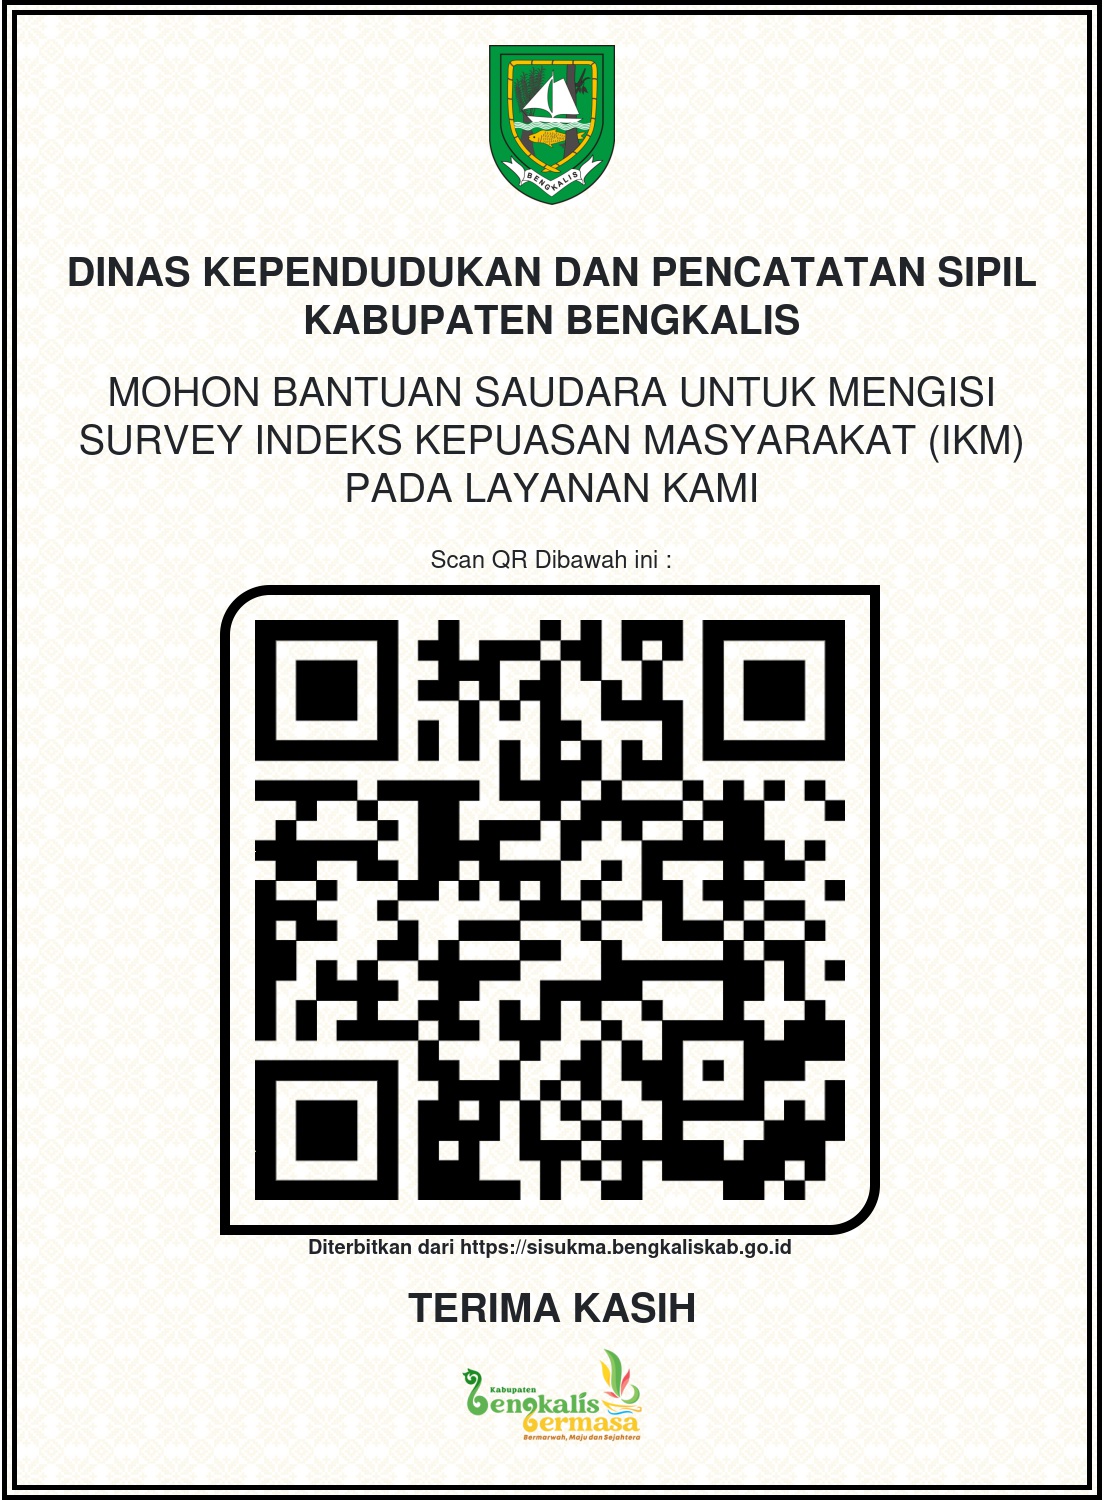 BENGKALIS
DINAS KEPENDUDUKAN DAN PENCATATAN SIPIL
KABUPATEN BENGKALIS
MOHON BANTUAN SAUDARA UNTUK MENGISI
SURVEY INDEKS KEPUASAN MASYARAKAT (IKM)
PADA LAYANAN KAMI
Scan QR Dibawah ini :
Diterbitkan dari https://sisukma.bengkaliskab.go.id
TERIMA KASIH
Kabupaten
Bengkalis
Bermasa
Bermarwah, Maju dan Sejahtera